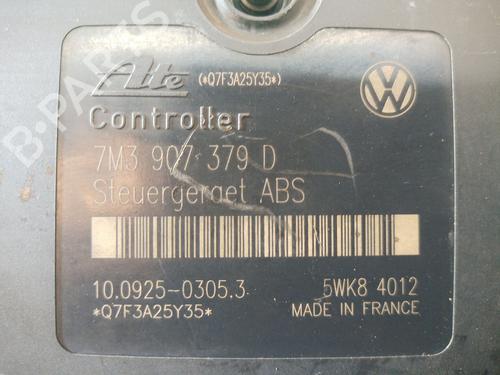 Ate (*Q7F3A25Y35*)
Controller
7M3 907 379 D
Steuergeraet ABS
10.0925-0305.3 5WK8 4012
*Q7F3A25Y35* MADE IN FRANCE
B-PARTS